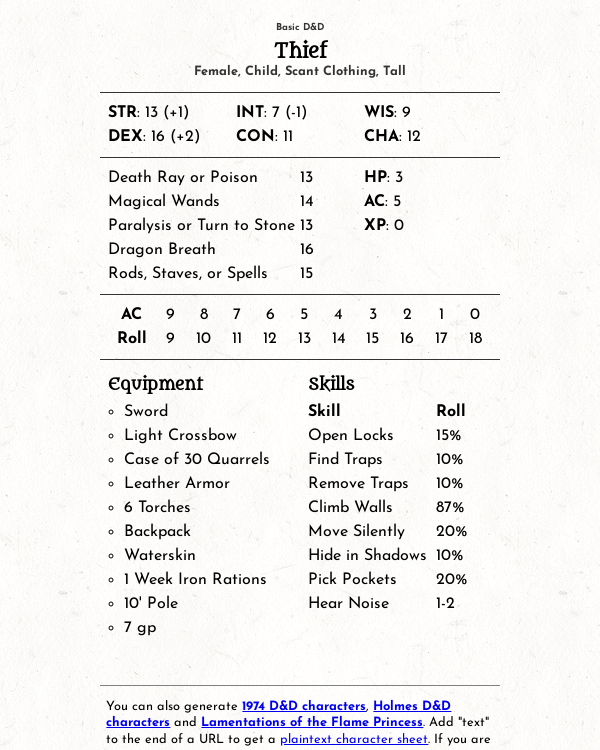 Basic D&D
Thief
Female, Child, Scant Clothing, Tall
STR: 13 (+1) INT: 7 (-1) WIS: 9
DEX: 16 (+2) CON: 11 CHA: 12
Death Ray or Poison 13 HP: 3
Magical Wands 14 AC: 5
Paralysis or Turn to Stone 13 XP: 0
Dragon Breath 16
Rods, Staves, or Spells 15
AC 9 8 7 6 5 4 3 2 1 0
Roll 9 10 11 12 13 14 15 16 17 18
Equipment
◦ Sword
◦ Light Crossbow
◦ Case of 30 Quarrels
◦ Leather Armor
◦ 6 Torches
◦ Backpack
◦ Waterskin
◦ 1 Week Iron Rations
◦ 10' Pole
◦ 7 gp
Skills
Skill Roll
Open Locks 15%
Find Traps 10%
Remove Traps 10%
Climb Walls 87%
Move Silently 20%
Hide in Shadows 10%
Pick Pockets 20%
Hear Noise 1-2
You can also generate 1974 D&D characters, Holmes D&D
characters and Lamentations of the Flame Princess. Add "text"
to the end of a URL to get a plaintext character sheet. If you are